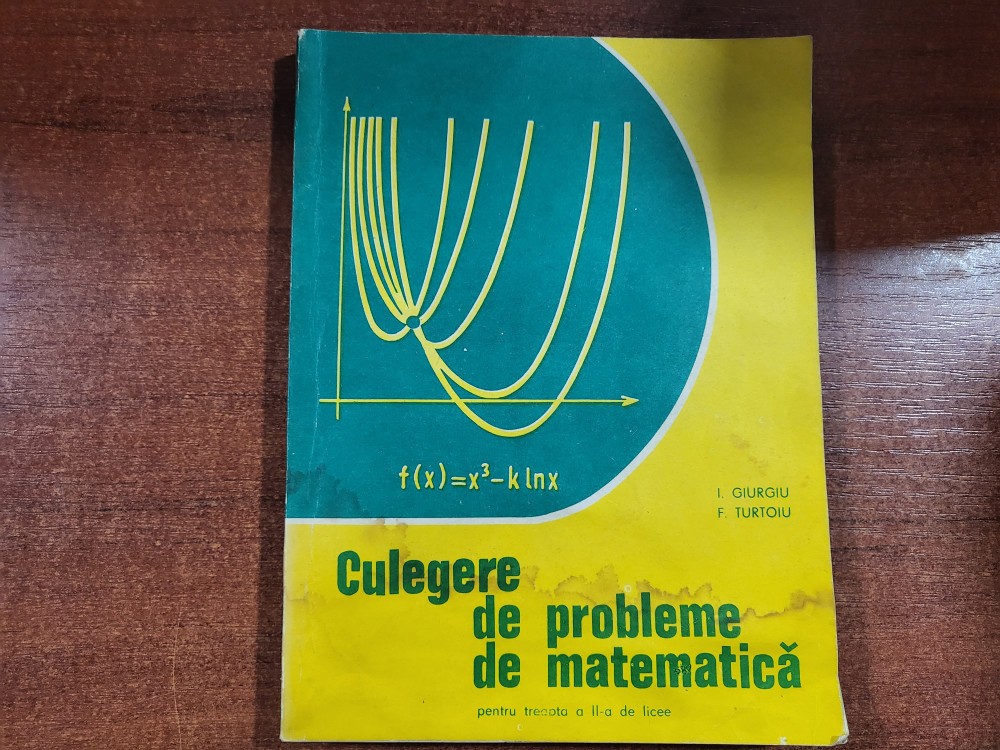 f(x)=x³-k lnx
I. GIURGIU
F. TURTOIU
Culegere
de probleme
de matematică
pentru treapta a II-a de licee